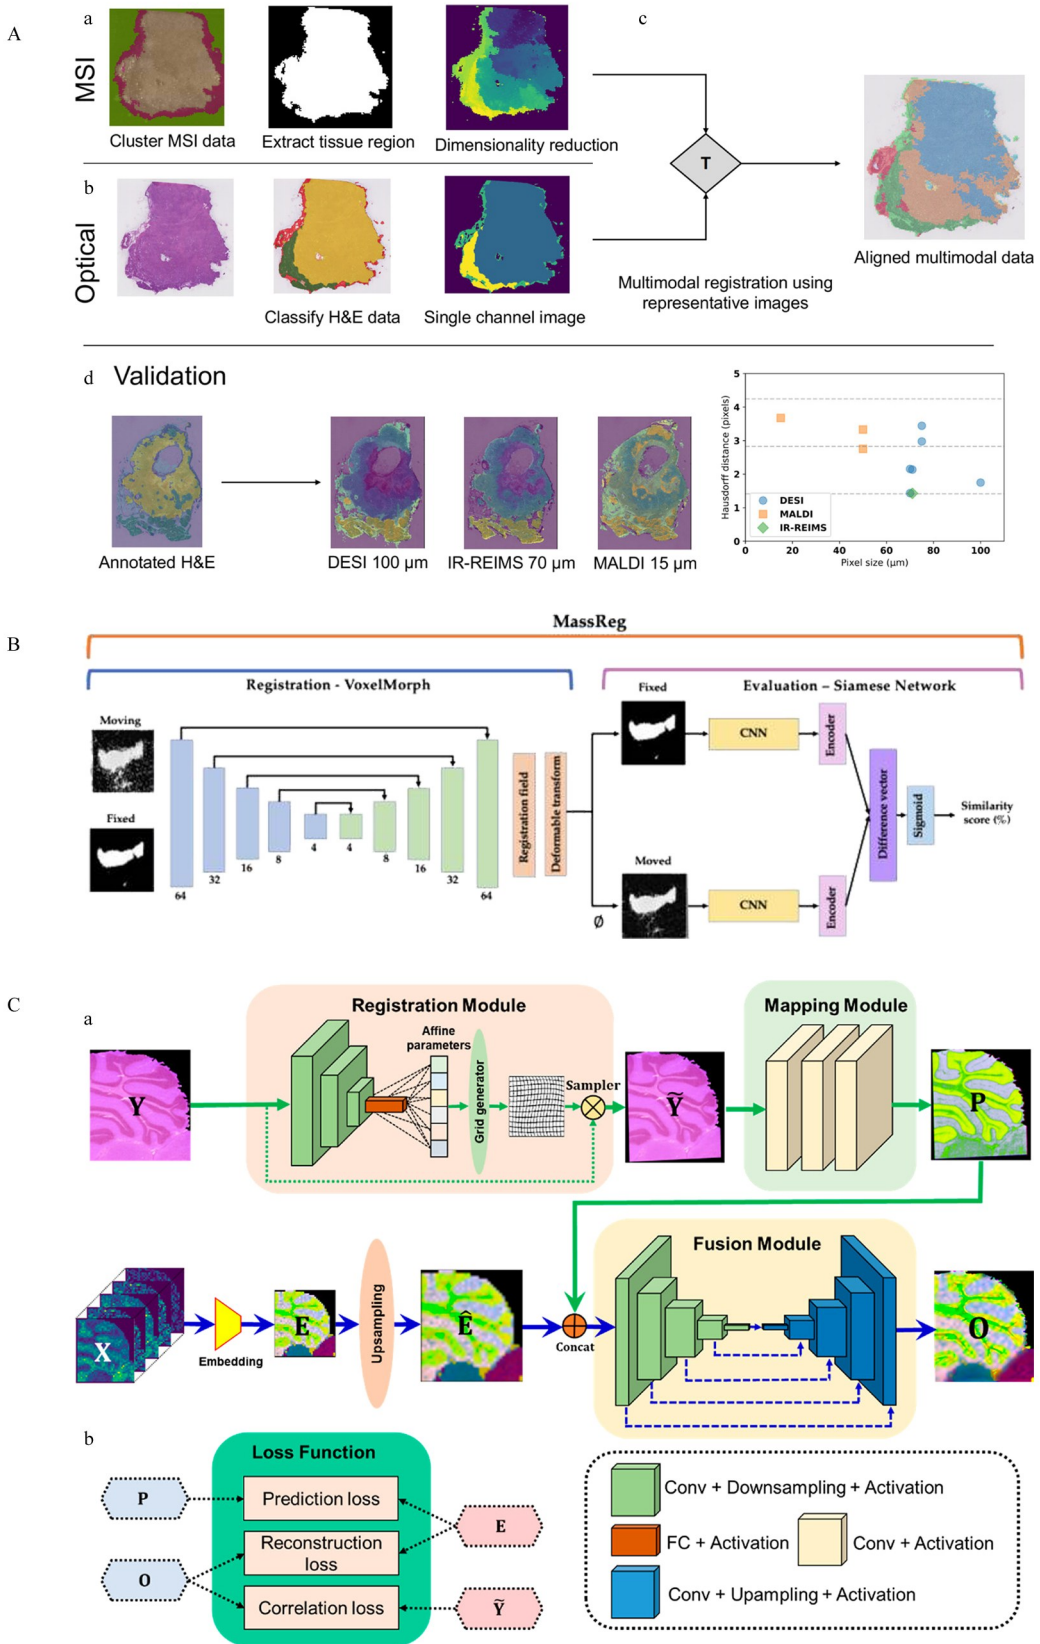 A
a
c
MSI
Cluster MSI data
Extract tissue region
Dimensionality reduction
T
b
Optical
Classify H&E data
Single channel image
Multimodal registration using
representative images
Aligned multimodal data
d
Validation
Annotated H&E
DESI 100 μm
IR-REIMS 70 μm
MALDI 15 μm
Hausdorff distance (pixels)
5
4
3
2
1
0
DESI
MALDI
IR-REIMS
0
20
40
60
80
100
Pixel size (μm)
B
MassReg
Registration - VoxelMorph
Evaluation – Siamese Network
Moving
Fixed
64
32
16
8
4
4
8
16
32
64
Registration field
Deformable transform
Fixed
CNN
Encoder
Moved
∅
CNN
Encoder
Difference vector
Sigmoid
Similarity
score (%)
C
a
Registration Module
Y
Affine
parameters
Grid generator
Sampler
Ỹ
Mapping Module
P
X
Embedding
E
Upsampling
Ê
Concat
Fusion Module
O
b
Loss Function
P
O
Prediction loss
Reconstruction
loss
Correlation loss
E
Ỹ
Conv + Downsampling + Activation
FC + Activation
Conv + Activation
Conv + Upampling + Activation